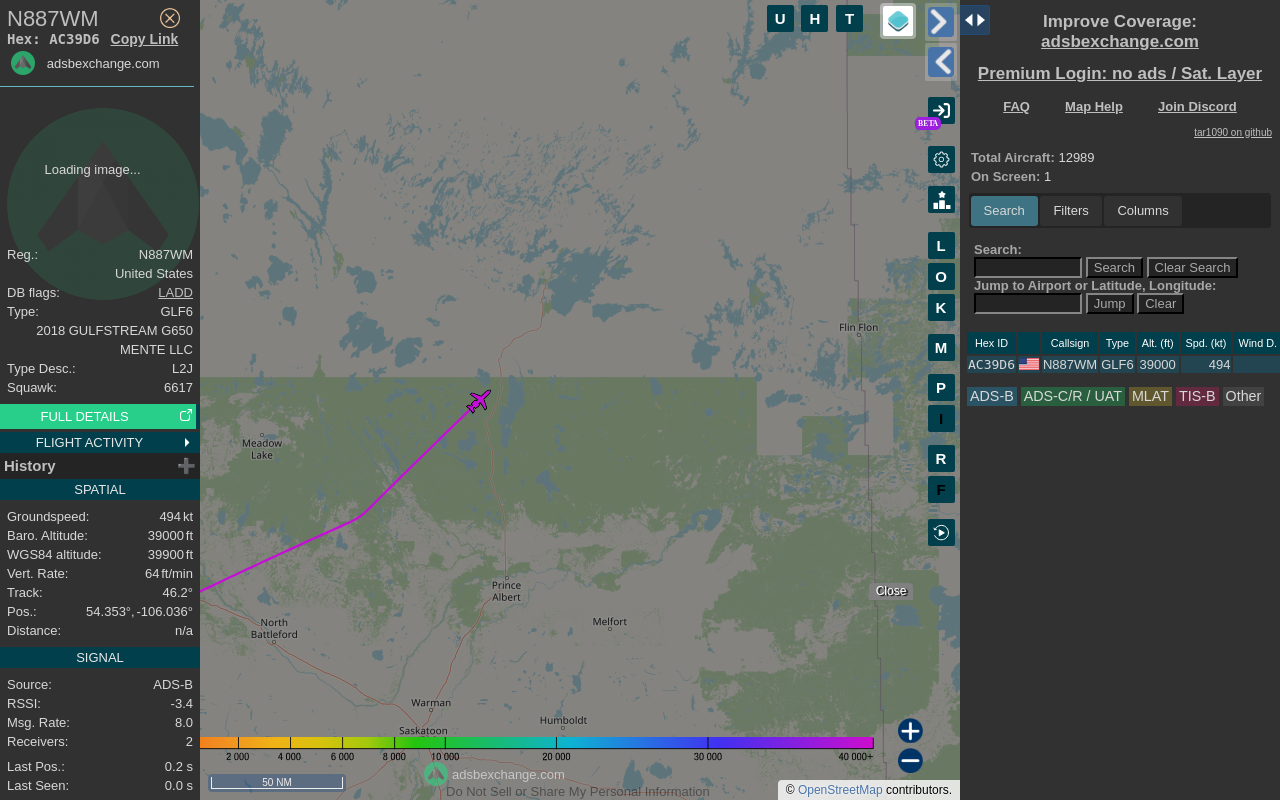 N887WM
Hex: AC39D6 Copy Link
adsbexchange.com
Loading image...
Reg.: N887WM
United States
DB flags: LADD
Type: GLF6
2018 GULFSTREAM G650
MENTE LLC
Type Desc.: L2J
Squawk: 6617
FULL DETAILS
FLIGHT ACTIVITY
History
SPATIAL
Groundspeed: 494 kt
Baro. Altitude: 39000 ft
WGS84 altitude: 39900 ft
Vert. Rate: 64 ft/min
Track: 46.2°
Pos.: 54.353°, -106.036°
Distance: n/a
SIGNAL
Source: ADS-B
RSSI: -3.4
Msg. Rate: 8.0
Receivers: 2
Last Pos.: 0.2 s
Last Seen: 0.0 s
U H T
BETA
L
O
K
M
P
I
R
F
Flin Flon
Meadow
Lake
Prince
Albert
Close
North
Battleford
Melfort
Warman
Humboldt
Saskatoon
2 000 4 000 6 000 8 000 10 000 20 000 30 000 40 000+
50 NM
adsbexchange.com
Do Not Sell or Share My Personal Information
© OpenStreetMap contributors.
Improve Coverage:
adsbexchange.com
Premium Login: no ads / Sat. Layer
FAQ Map Help Join Discord
tar1090 on github
Total Aircraft: 12989
On Screen: 1
Search Filters Columns
Search:
Search Clear Search
Jump to Airport or Latitude, Longitude:
Jump Clear
Hex ID Callsign Type Alt. (ft) Spd. (kt) Wind D.
AC39D6 N887WM GLF6 39000 494
ADS-B ADS-C/R / UAT MLAT TIS-B Other